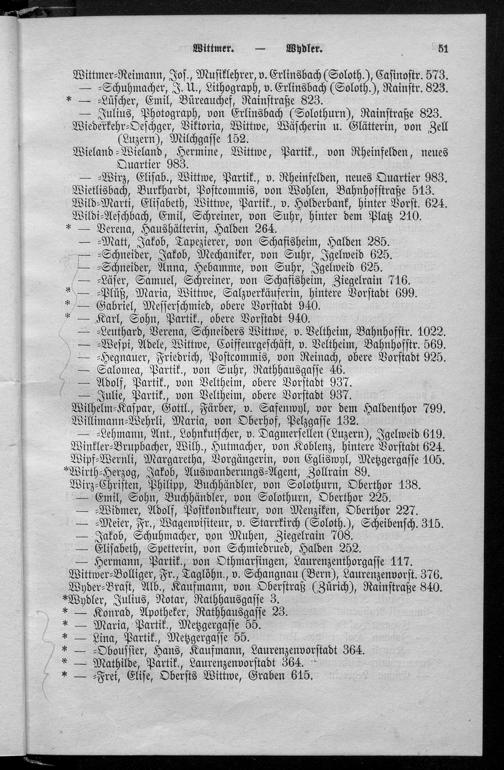 Wittmer. — Wydler. 51
Wittmer-Reimann, Jos., Musiklehrer, v. Erlinsbach (Soloth.), Casinostr. 573.
— -Schuhmacher, J. U., Lithograph, v. Erlinsbach (Soloth.), Rainstr. 823.
* — -Lüscher, Emil, Büreauchef, Rainstraße 823.
— Julius, Photograph, von Erlinsbach (Solothurn), Rainstraße 823.
Wiederkehr-Oeschger, Viktoria, Wittwe, Wäscherin u. Glätterin, von Zell
(Luzern), Milchgasse 152.
Wieland-Wieland, Hermine, Wittwe, Partik., von Rheinfelden, neues
Quartier 983.
— -Wirz, Elisab., Wittwe, Partik., v. Rheinfelden, neues Quartier 983.
Wietlisbach, Burkhardt, Postcommis, von Wohlen, Bahnhofstraße 513.
Wild-Marti, Elisabeth, Wittwe, Partik., v. Holderbank, hinter Vorst. 624.
Wildi-Aeschbach, Emil, Schreiner, von Suhr, hinter dem Platz 210.
* — Verena, Haushälterin, Halden 264.
— -Matt, Jakob, Tapezierer, von Schafisheim, Halden 285.
— -Schneider, Jakob, Mechaniker, von Suhr, Igelweid 625.
— -Schneider, Anna, Hebamme, von Suhr, Igelweid 625.
— -Läser, Samuel, Schreiner, von Schafisheim, Ziegelrain 716.
* — -Plüß, Maria, Wittwe, Salzverkäuferin, hintere Vorstadt 699.
* — Gabriel, Messerschmied, obere Vorstadt 940.
* — Karl, Sohn, Partik., obere Vorstadt 940.
— -Leuthard, Verena, Schneiders Wittwe, v. Veltheim, Bahnhofstr. 1022.
— -Wespi, Adele, Wittwe, Coiffeurgeschäft, v. Veltheim, Bahnhofstr. 569.
— -Hegnauer, Friedrich, Postcommis, von Reinach, obere Vorstadt 925.
— Salomea, Partik., von Suhr, Rathhausgasse 46.
— Adolf, Partik., von Veltheim, obere Vorstadt 937.
— Julie, Partik., von Veltheim, obere Vorstadt 937.
Wilhelm-Kaspar, Gottl., Färber, v. Safenwyl, vor dem Haldenthor 799.
Willimann-Wehrli, Maria, von Oberhof, Pelzgasse 132.
— -Lehmann, Ant., Lohnkutscher, v. Dagmersellen (Luzern), Igelweid 619.
Winkler-Brupbacher, Wilh., Hutmacher, von Koblenz, hintere Vorstadt 624.
Wipf-Wernli, Margaretha, Vorgängerin, von Egliswyl, Metzgergasse 105.
*Wirth-Herzog, Jakob, Auswanderungs-Agent, Zollrain 89.
Wirz-Christen, Philipp, Buchhändler, von Solothurn, Oberthor 138.
— Emil, Sohn, Buchhändler, von Solothurn, Oberthor 225.
— -Widmer, Adolf, Postkondukteur, von Menziken, Oberthor 227.
— -Meier, Fr., Wagenvisiteur, v. Starrkirch (Soloth.), Scheibensch. 315.
— Jakob, Schuhmacher, von Muhen, Ziegelrain 708.
— Elisabeth, Spetterin, von Schmiedrued, Halden 252.
— Hermann, Partik., von Othmarsingen, Laurenzenthorgasse 117.
Wittwer-Bolliger, Fr., Taglöhn., v. Schangnau (Bern), Laurenzenvorst. 376.
Wyder-Brast, Alb., Kaufmann, von Oberstraß (Zürich), Rainstraße 840.
*Wydler, Julius, Notar, Rathhausgasse 3.
* — Konrad, Apotheker, Rathhausgasse 23.
* — Maria, Partik., Metzgergasse 55.
* — Lina, Partik., Metzgergasse 55.
* — -Oboussier, Hans, Kaufmann, Laurenzenvorstadt 364.
* — Mathilde, Partik., Laurenzenvorstadt 364.
* — -Frei, Elise, Obersts Wittwe, Graben 615.